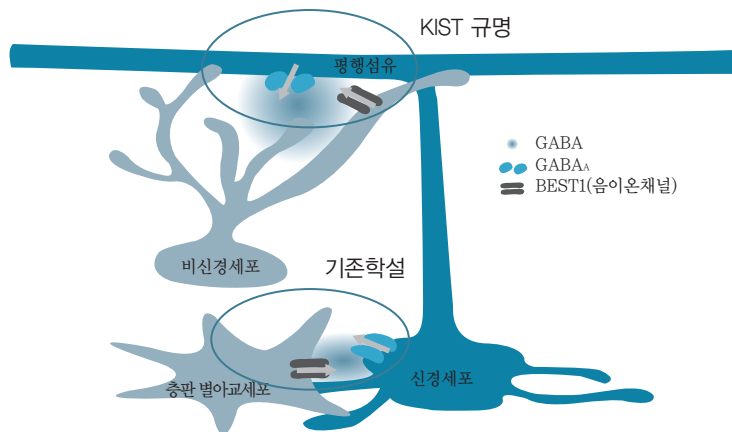 KIST 규명
평행섬유
GABA
GABAA
BEST1(음이온채널)
비신경세포
기존학설
층판 별아교세포
신경세포